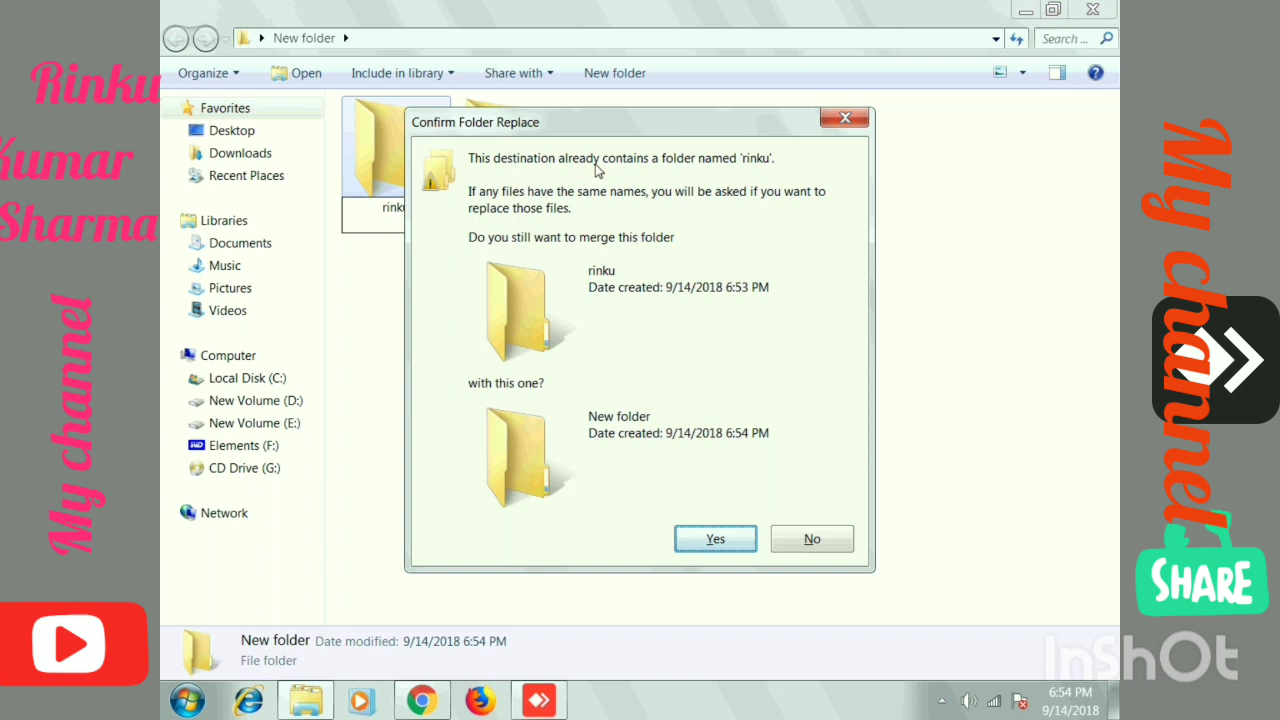 Rinku
Kumar
Sharma
My channel
New folder
Search ...
Organize
Open
Include in library
Share with
New folder
Favorites
Desktop
Downloads
Recent Places
Libraries
Documents
Music
Pictures
Videos
Computer
Local Disk (C:)
New Volume (D:)
New Volume (E:)
Elements (F:)
CD Drive (G:)
Network
Confirm Folder Replace
This destination already contains a folder named 'rinku'.
If any files have the same names, you will be asked if you want to
replace those files.
Do you still want to merge this folder
rinku
Date created: 9/14/2018 6:53 PM
with this one?
New folder
Date created: 9/14/2018 6:54 PM
Yes
No
New folder Date modified: 9/14/2018 6:54 PM
File folder
6:54 PM
9/14/2018
My channel
SHARE
InShOt